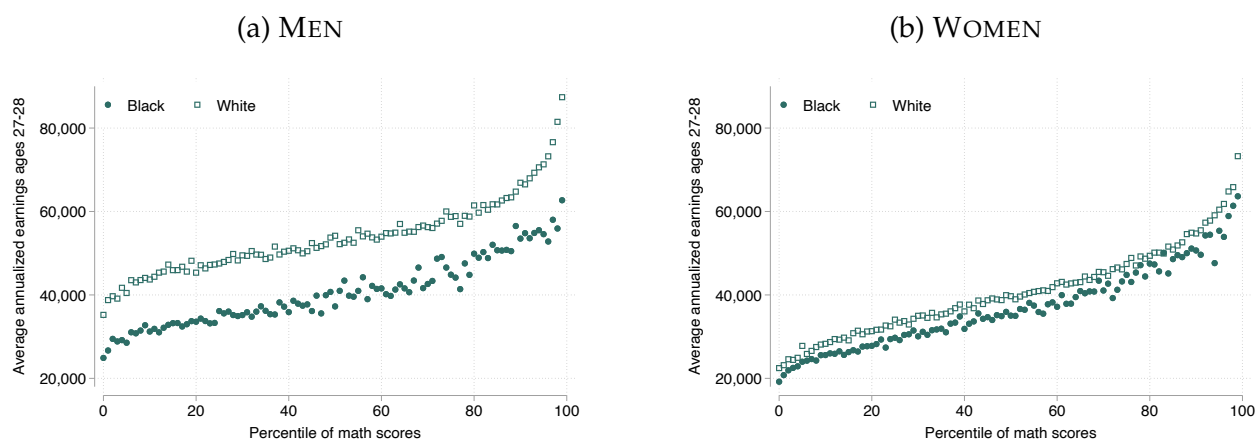 (a) MEN
Average annualized earnings ages 27-28
Black White
80,000
60,000
40,000
20,000
0 20 40 60 80 100
Percentile of math scores
(b) WOMEN
Average annualized earnings ages 27-28
Black White
80,000
60,000
40,000
20,000
0 20 40 60 80 100
Percentile of math scores